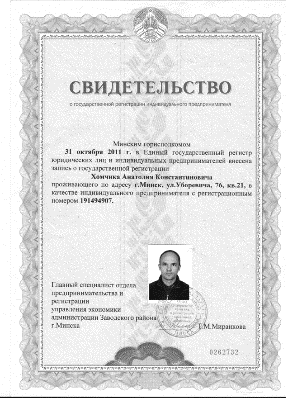 СВИДЕТЕЛЬСТВО
о государственной регистрации индивидуального предпринимателя
Минским горисполкомом
31 октября 2011 г. в Единый государственный регистр
юридических лиц и индивидуальных предпринимателей внесена
запись о государственной регистрации
Хомчика Анатолия Константиновича
проживающего по адресу г.Минск, ул.Уборевича, 76, кв.21, в
качестве индивидуального предпринимателя с регистрационным
номером 191494907.
Главный специалист отдела
предпринимательства и
регистрации
управления экономики
администрации Заводского района
г.Минска
Г.М.Миранкова
0262732